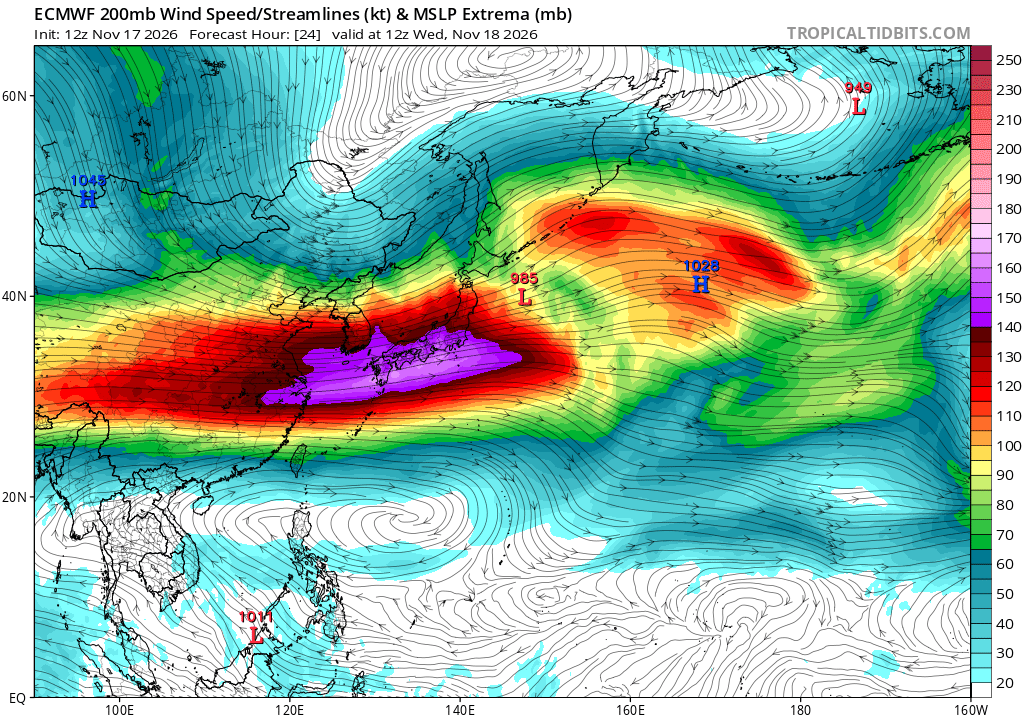 ECMWF 200mb Wind Speed/Streamlines (kt) & MSLP Extrema (mb)
Init: 12z Nov 17 2026 Forecast Hour: [24] valid at 12z Wed, Nov 18 2026
TROPICALTIDBITS.COM
60N
40N
20N
EQ
100E
120E
140E
160E
180
160W
949
L
1045
H
1028
H
985
L
1011
L
250
230
210
200
190
180
170
160
150
140
130
120
110
100
90
80
70
60
50
40
30
20